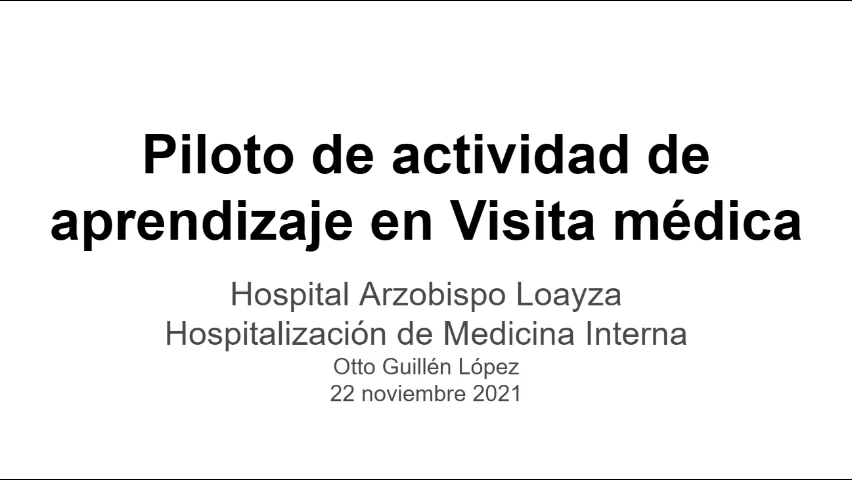 Piloto de actividad de
aprendizaje en Visita médica
Hospital Arzobispo Loayza
Hospitalización de Medicina Interna
Otto Guillén López
22 noviembre 2021